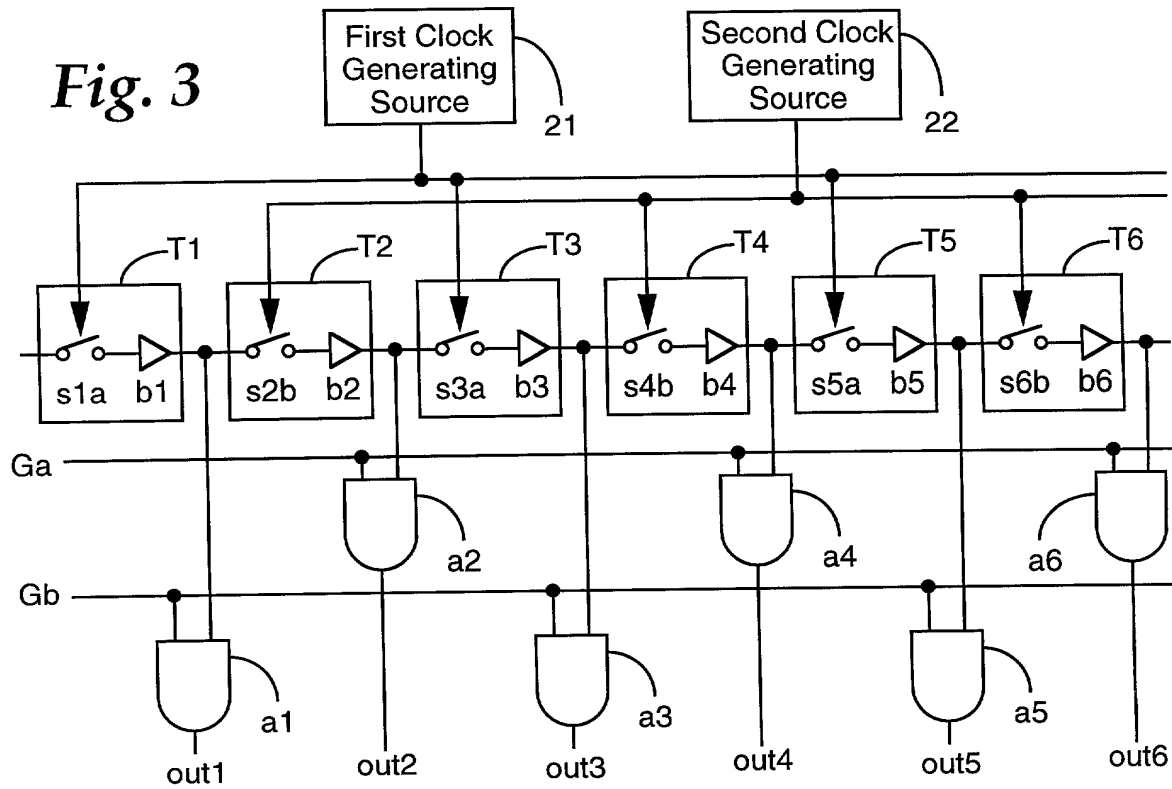 Fig. 3
First Clock
Generating
Source
21
Second Clock
Generating
Source
22
T1
T2
T3
T4
T5
T6
s1a b1
s2b b2
s3a b3
s4b b4
s5a b5
s6b b6
Ga
a2
a4
a6
Gb
a1
a3
a5
out1
out2
out3
out4
out5
out6